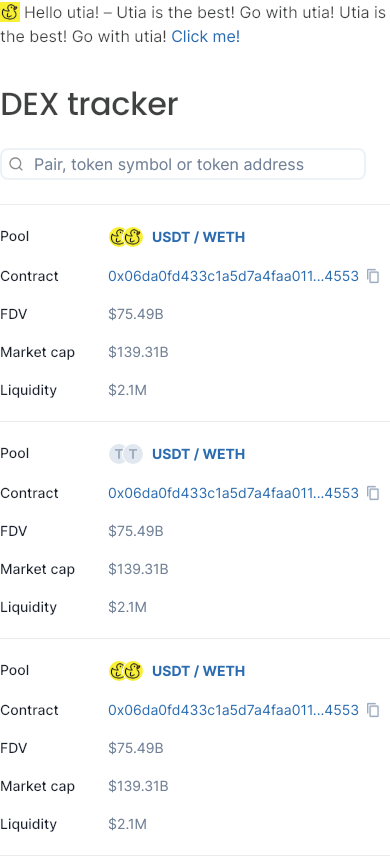 Hello utia! – Utia is the best! Go with utia! Utia is
the best! Go with utia! Click me!
DEX tracker
Pair, token symbol or token address
Pool USDT / WETH
Contract 0x06da0fd433c1a5d7a4faa011...4553
FDV $75.49B
Market cap $139.31B
Liquidity $2.1M
Pool T T USDT / WETH
Contract 0x06da0fd433c1a5d7a4faa011...4553
FDV $75.49B
Market cap $139.31B
Liquidity $2.1M
Pool USDT / WETH
Contract 0x06da0fd433c1a5d7a4faa011...4553
FDV $75.49B
Market cap $139.31B
Liquidity $2.1M